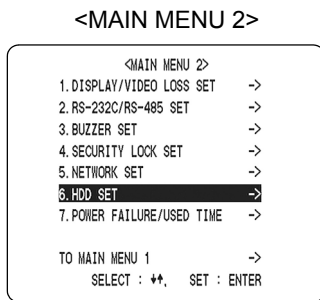 <MAIN MENU 2>
<MAIN MENU 2>
1. DISPLAY/VIDEO LOSS SET ->
2. RS-232C/RS-485 SET ->
3. BUZZER SET ->
4. SECURITY LOCK SET ->
5. NETWORK SET ->
6. HDD SET ->
7. POWER FAILURE/USED TIME ->
TO MAIN MENU 1 ->
SELECT : ↓↑, SET : ENTER